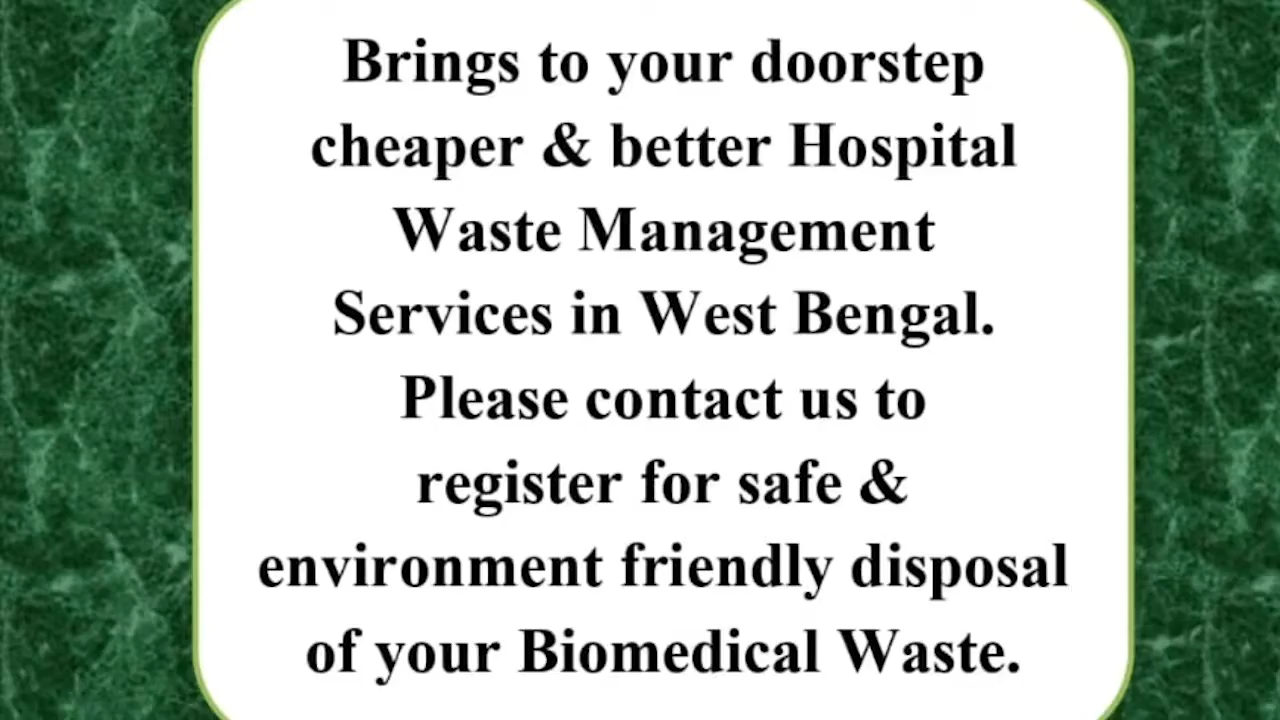 Brings to your doorstep
cheaper & better Hospital
Waste Management
Services in West Bengal.
Please contact us to
register for safe &
environment friendly disposal
of your Biomedical Waste.